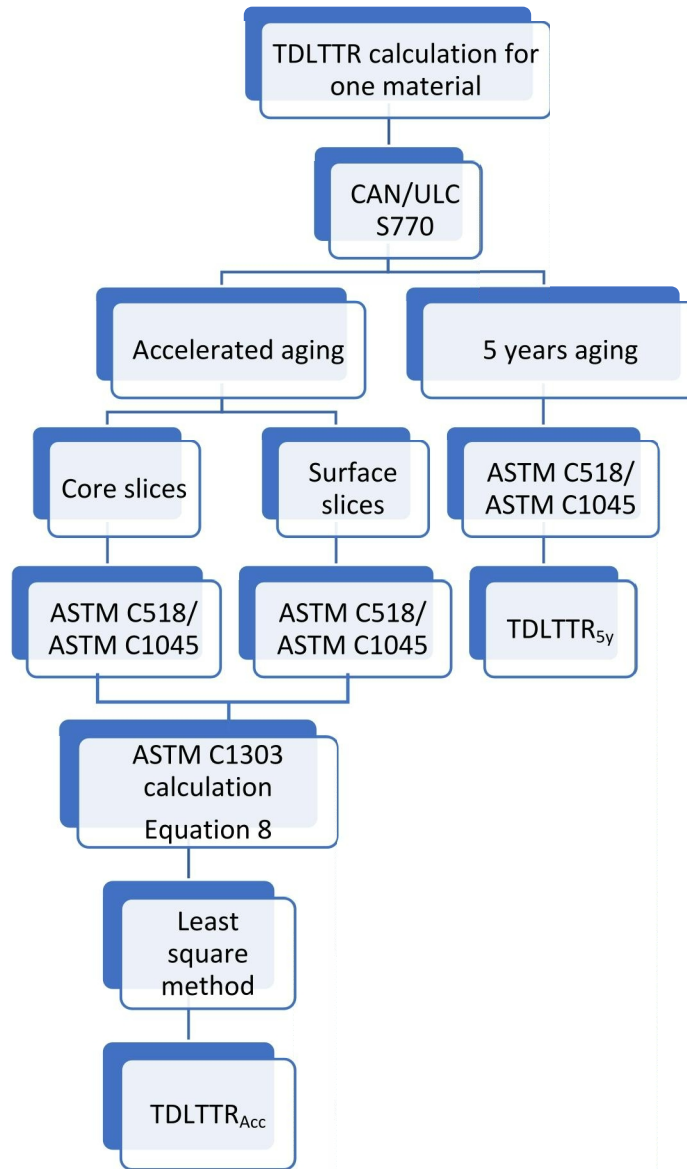 TDLTTR calculation for
one material
CAN/ULC
S770
Accelerated aging
5 years aging
Core slices
Surface
slices
ASTM C518/
ASTM C1045
ASTM C518/
ASTM C1045
ASTM C518/
ASTM C1045
TDLTTR5y
ASTM C1303
calculation
Equation 8
Least
square
method
TDLTTRAcc